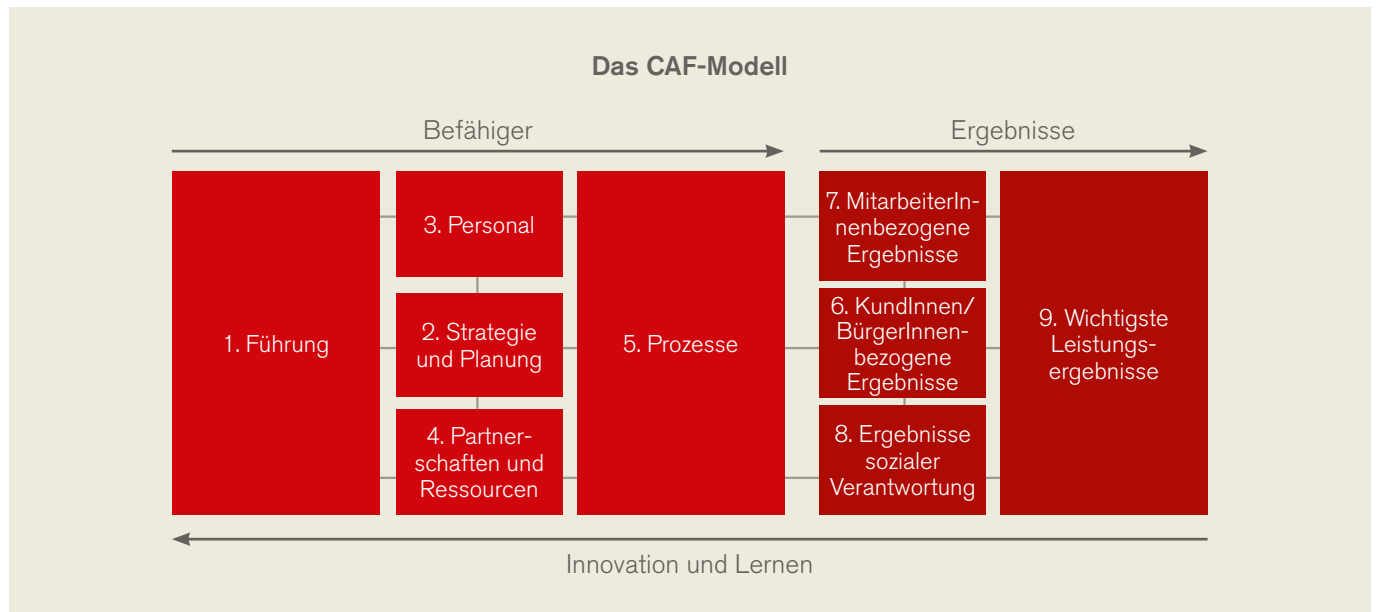 Das CAF-Modell
Befähiger
Ergebnisse
1. Führung
3. Personal
2. Strategie
und Planung
4. Partner-
schaften und
Ressourcen
5. Prozesse
7. MitarbeiterIn-
nenbezogene
Ergebnisse
6. KundInnen/
BürgerInnen-
bezogene
Ergebnisse
8. Ergebnisse
sozialer
Verantwortung
9. Wichtigste
Leistungs-
ergebnisse
Innovation und Lernen